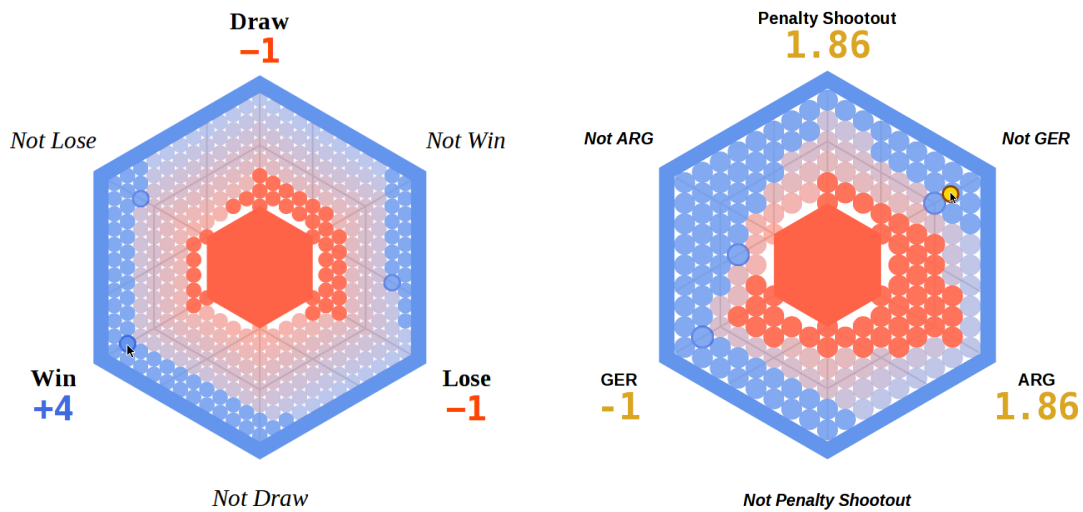 Draw
−1
Not Lose
Not Win
Win
+4
Lose
−1
Not Draw
Penalty Shootout
1.86
Not ARG
Not GER
GER
-1
ARG
1.86
Not Penalty Shootout